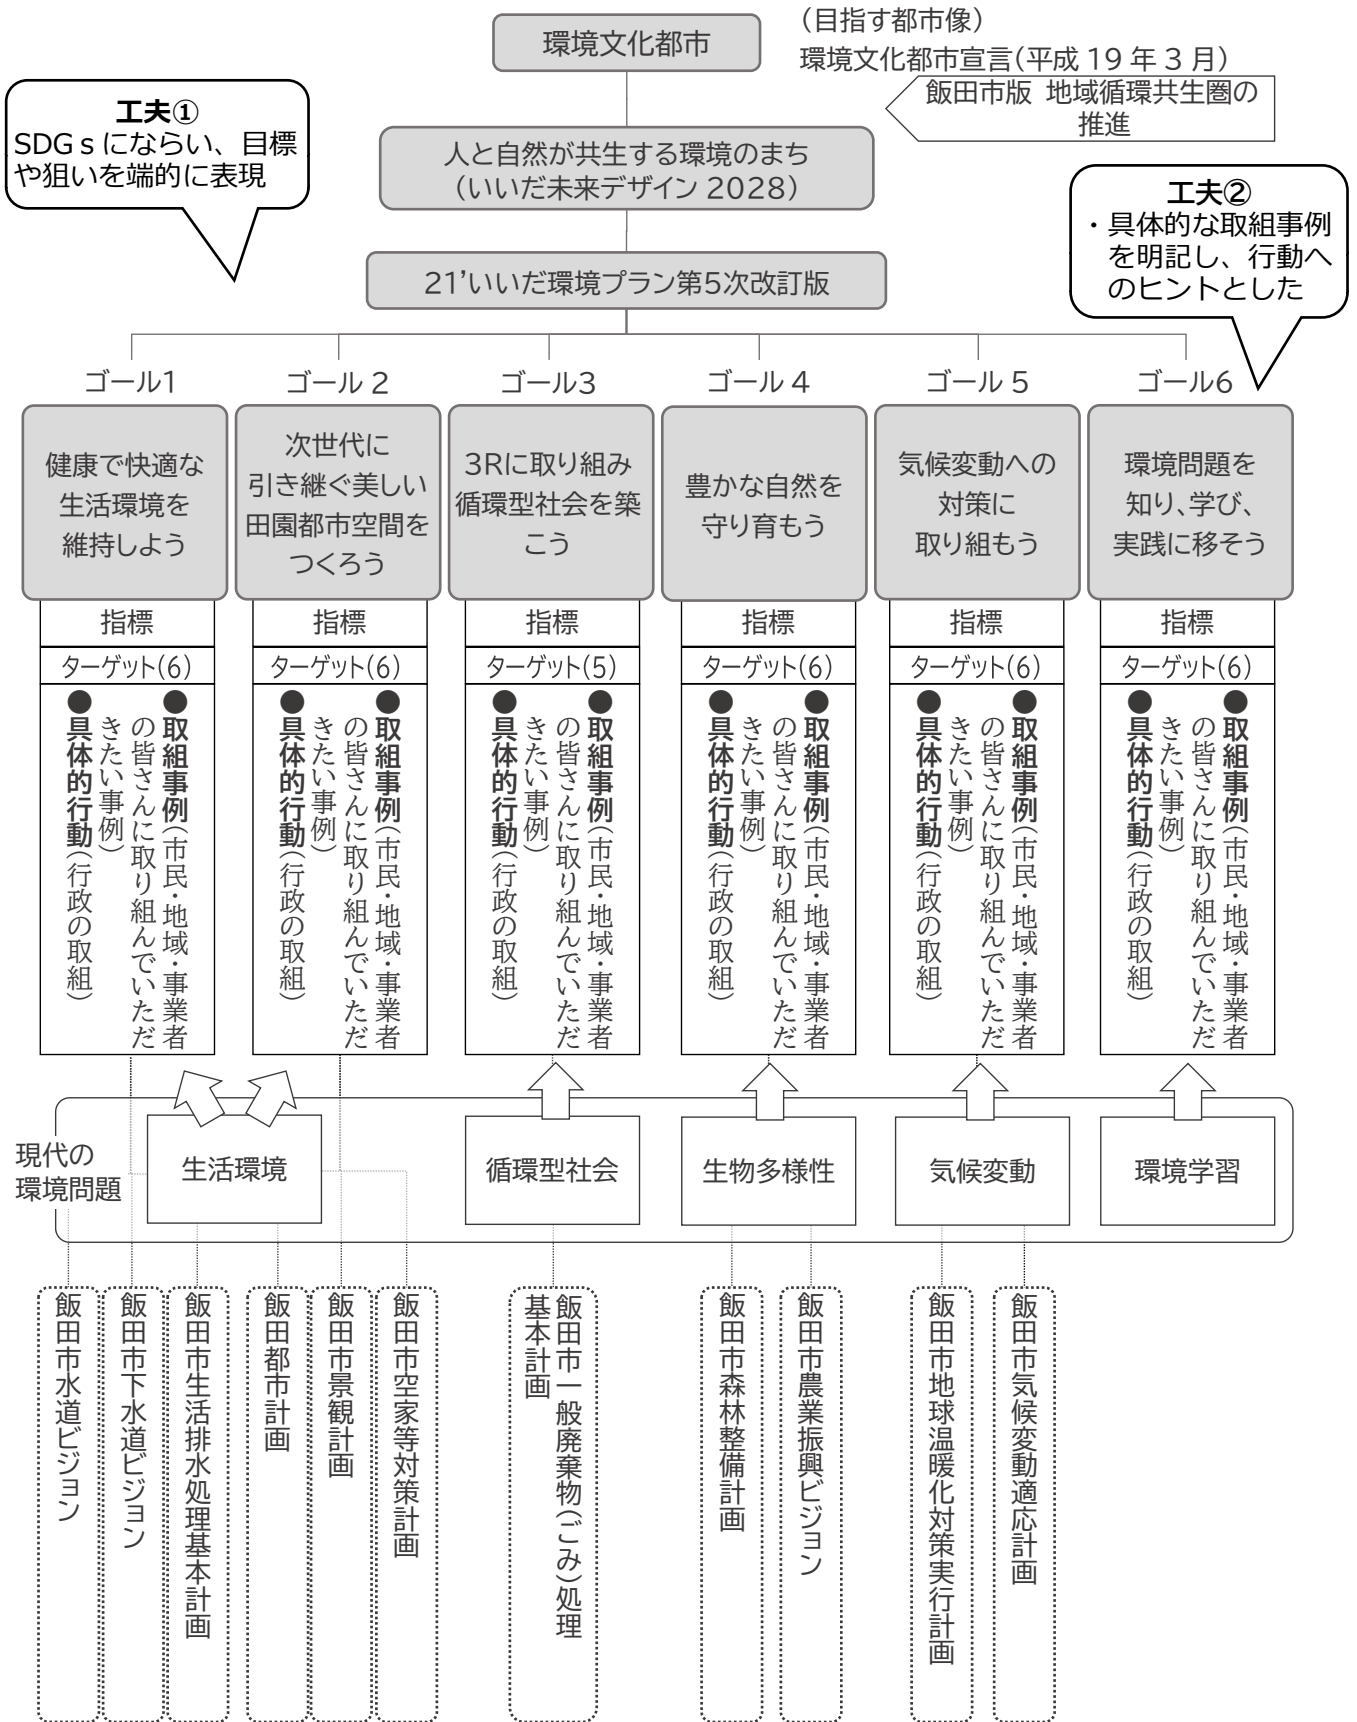 環境文化都市
（目指す都市像）
環境文化都市宣言（平成 19 年 3 月）
飯田市版 地域循環共生圏の
推進
工夫①
SDGｓにならい、目標
や狙いを端的に表現
人と自然が共生する環境のまち
（いいだ未来デザイン 2028）
工夫②
・具体的な取組事例
を明記し、行動へ
のヒントとした
21’いいだ環境プラン第5次改訂版
ゴール1
ゴール 2
ゴール3
ゴール 4
ゴール 5
ゴール6
健康で快適な
生活環境を
維持しよう
次世代に
引き継ぐ美しい
田園都市空間を
つくろう
3Rに取り組み
循環型社会を築
こう
豊かな自然を
守り育もう
気候変動への
対策に
取り組もう
環境問題を
知り、学び、
実践に移そう
指標
指標
指標
指標
指標
指標
ターゲット(6)
ターゲット(6)
ターゲット(5)
ターゲット(6)
ターゲット(6)
ターゲット(6)
●取組事例（市民・地域・事業者
の皆さんに取り組んでいただ
きたい事例）
●具体的行動（行政の取組）
●取組事例（市民・地域・事業者
の皆さんに取り組んでいただ
きたい事例）
●具体的行動（行政の取組）
●取組事例（市民・地域・事業者
の皆さんに取り組んでいただ
きたい事例）
●具体的行動（行政の取組）
●取組事例（市民・地域・事業者
の皆さんに取り組んでいただ
きたい事例）
●具体的行動（行政の取組）
●取組事例（市民・地域・事業者
の皆さんに取り組んでいただ
きたい事例）
●具体的行動（行政の取組）
●取組事例（市民・地域・事業者
の皆さんに取り組んでいただ
きたい事例）
●具体的行動（行政の取組）
現代の
環境問題
生活環境
循環型社会
生物多様性
気候変動
環境学習
飯田市水道ビジョン
飯田市下水道ビジョン
飯田市生活排水処理基本計画
飯田都市計画
飯田市景観計画
飯田市空家等対策計画
飯田市一般廃棄物（ごみ）処理
基本計画
飯田市森林整備計画
飯田市農業振興ビジョン
飯田市地球温暖化対策実行計画
飯田市気候変動適応計画